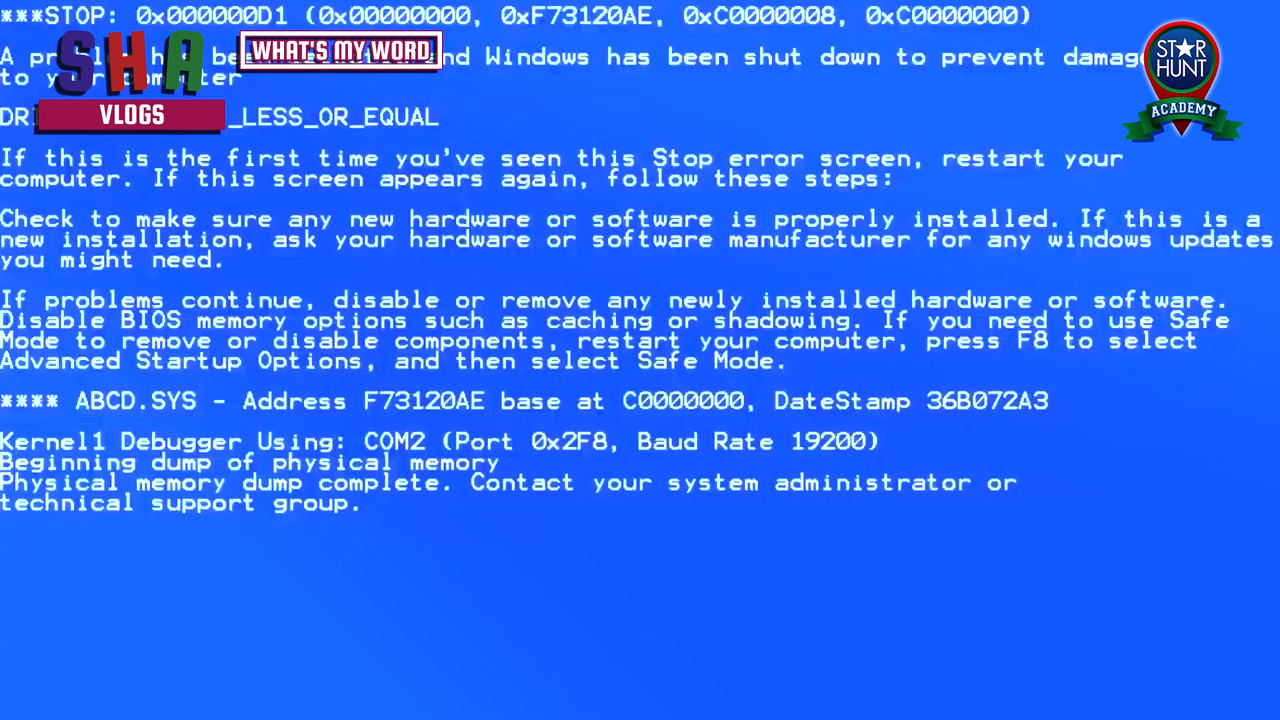 ***STOP: 0x000000D1 (0x00000000, 0xF73120AE, 0xC0000008, 0xC0000000)
SHA
VLOGS
WHAT'S MY WORD
STAR
HUNT
ACADEMY
A nd Windows has been shut down to prevent
to
_LESS_OR_EQUAL
If this is the first time you've seen this Stop error screen, restart your
computer. If this screen appears again, follow these steps:
Check to make sure any new hardware or software is properly installed. If this is a
new installation, ask your hardware or software manufacturer for any windows updates
you might need.
If problems continue, disable or remove any newly installed hardware or software.
Disable BIOS memory options such as caching or shadowing. If you need to use Safe
Mode to remove or disable components, restart your computer, press F8 to select
Advanced Startup Options, and then select Safe Mode.
**** ABCD.SYS - Address F73120AE base at C0000000, DateStamp 36B072A3
Kernel1 Debugger Using: COM2 (Port 0x2F8, Baud Rate 19200)
Beginning dump of physical memory
Physical memory dump complete. Contact your system administrator or
technical support group.